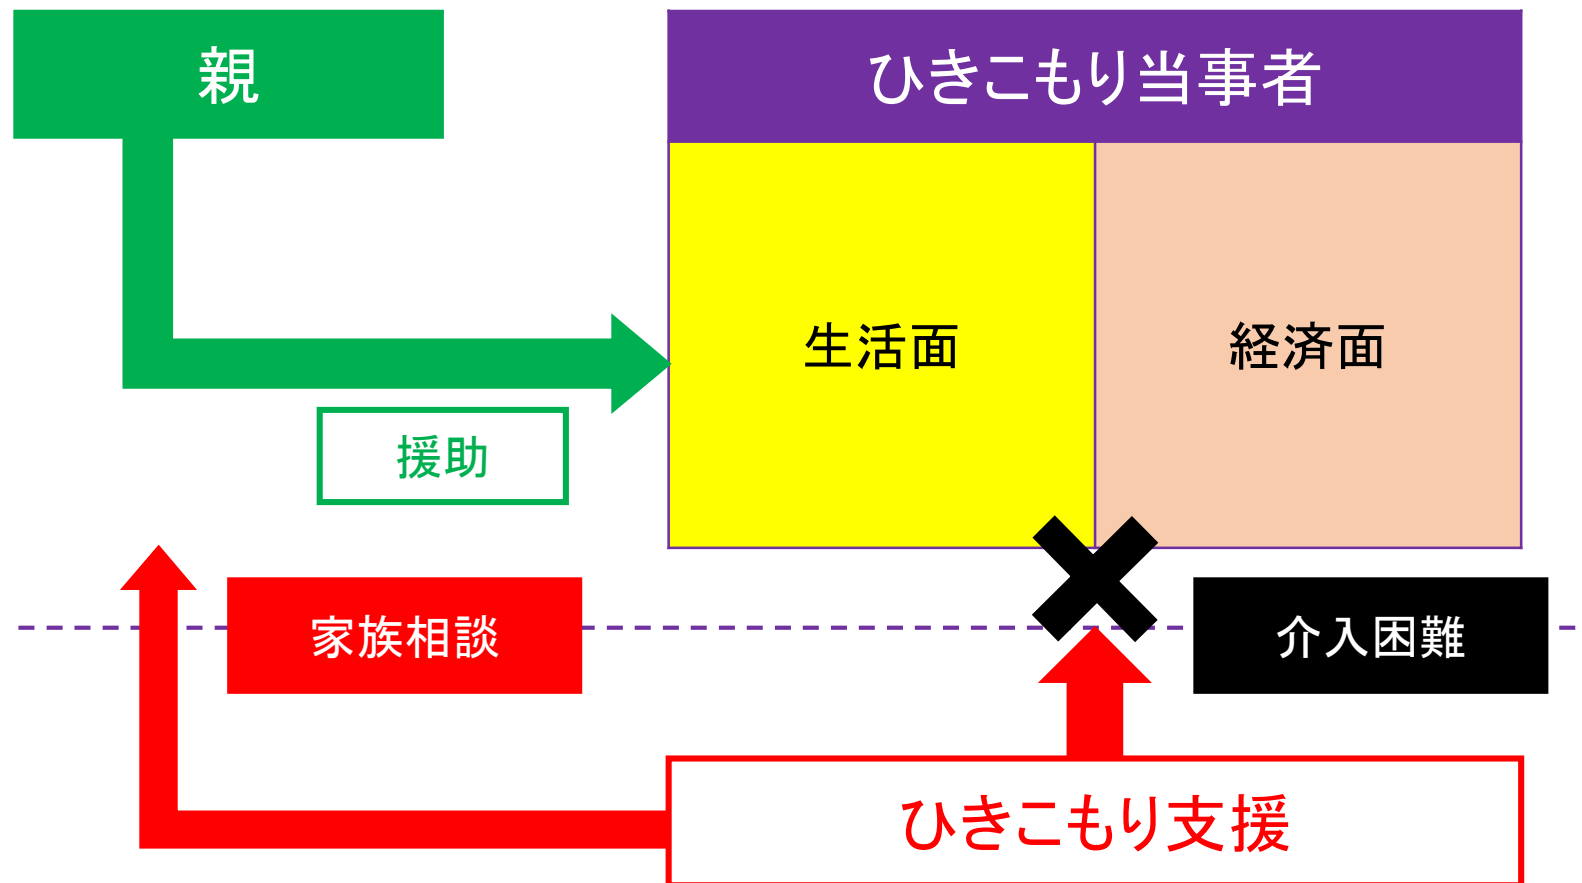 親
ひきこもり当事者
生活面
経済面
援助
家族相談
介入困難
ひきこもり支援